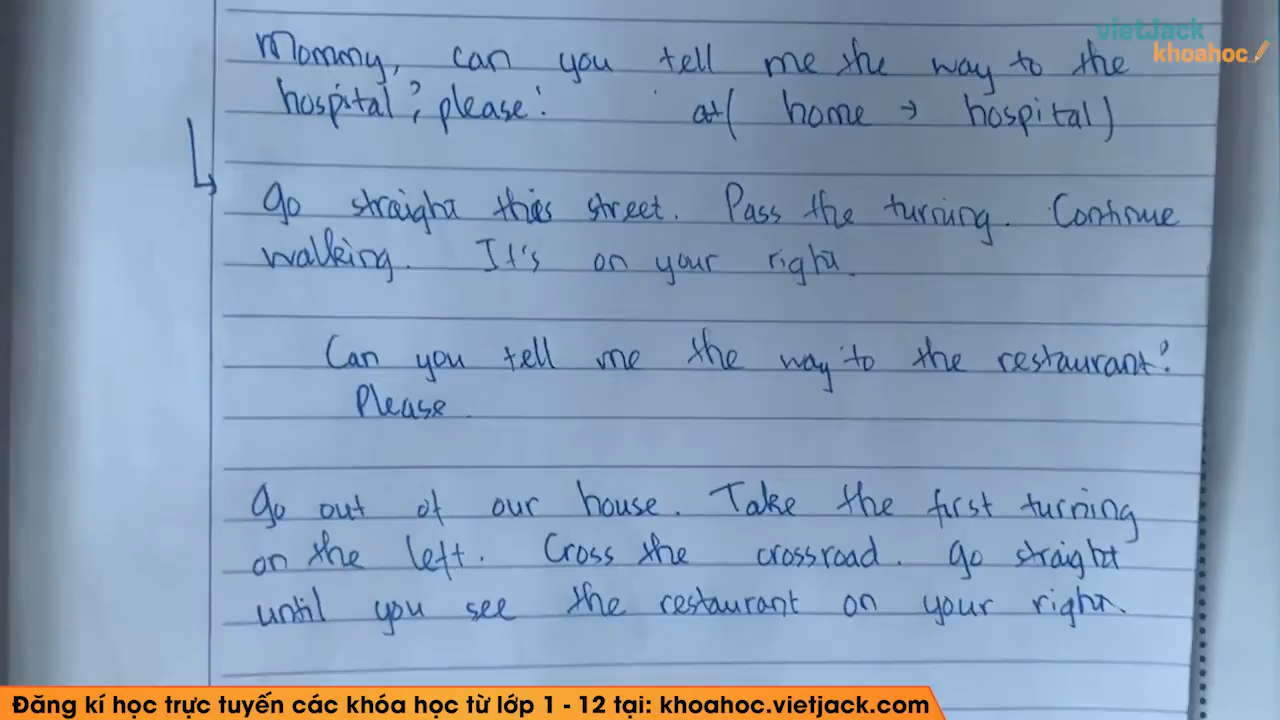 vietJack
khoahoc
Mommy, can you tell me the way to the
hospital?, please! at ( home → hospital )
Go straight this street. Pass the turning. Continue
walking. It's on your right.
Can you tell me the way to the restaurant?
Please.
Go out of our house. Take the first turning
on the left. Cross the crossroad. Go straight
until you see the restaurant on your right.
Đăng kí học trực tuyến các khóa học từ lớp 1 - 12 tại: khoahoc.vietjack.com